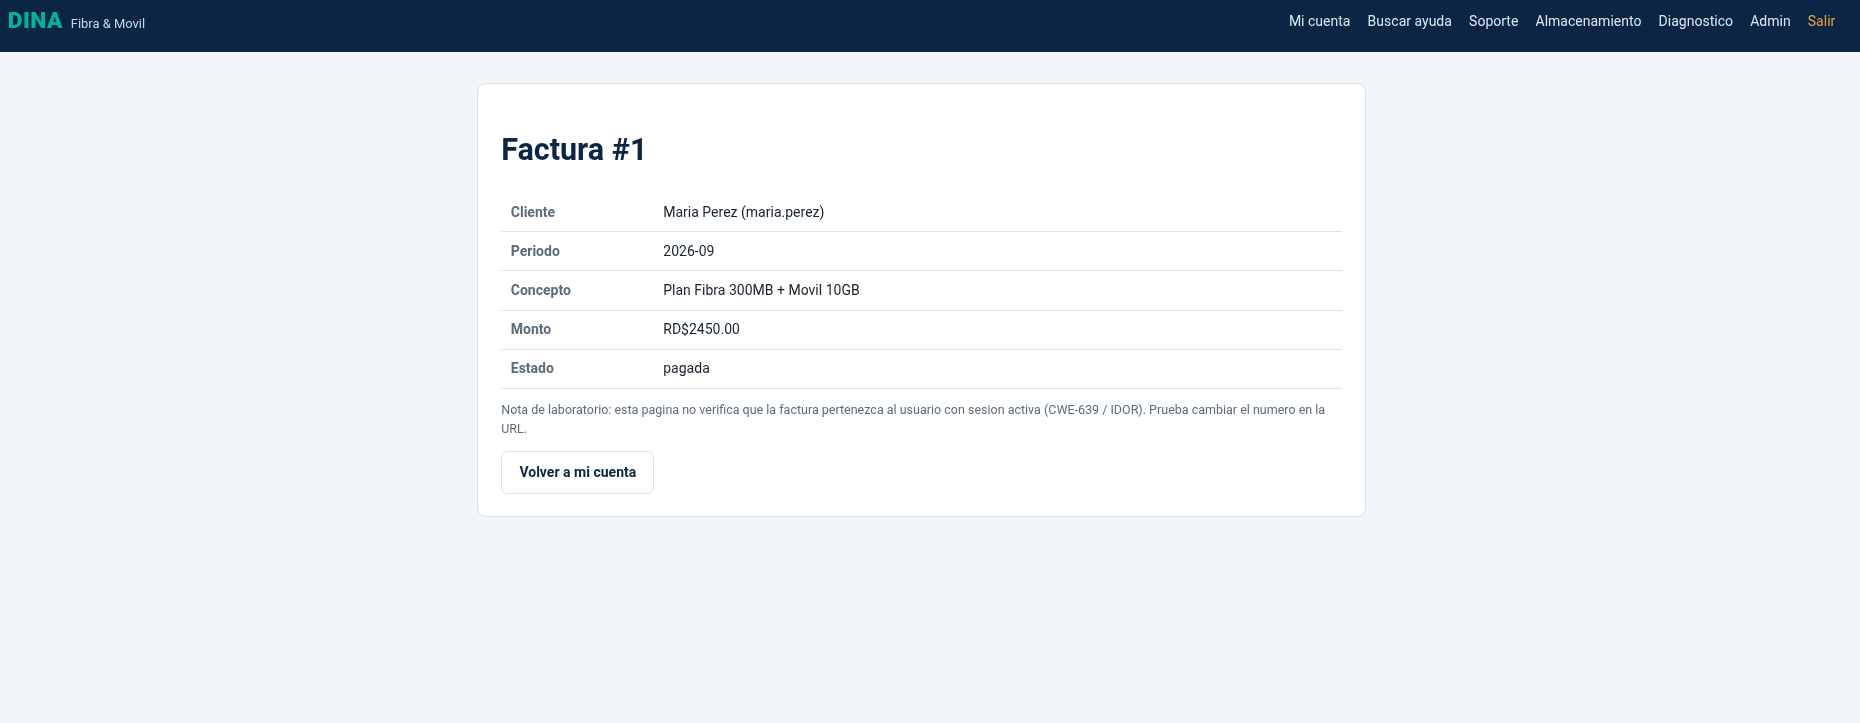 DINA Fibra & Movil
Mi cuenta Buscar ayuda Soporte Almacenamiento Diagnostico Admin Salir
Factura #1
Cliente Maria Perez (maria.perez)
Periodo 2026-09
Concepto Plan Fibra 300MB + Movil 10GB
Monto RD$2450.00
Estado pagada
Nota de laboratorio: esta pagina no verifica que la factura pertenezca al usuario con sesion activa (CWE-639 / IDOR). Prueba cambiar el numero en la
URL.
Volver a mi cuenta